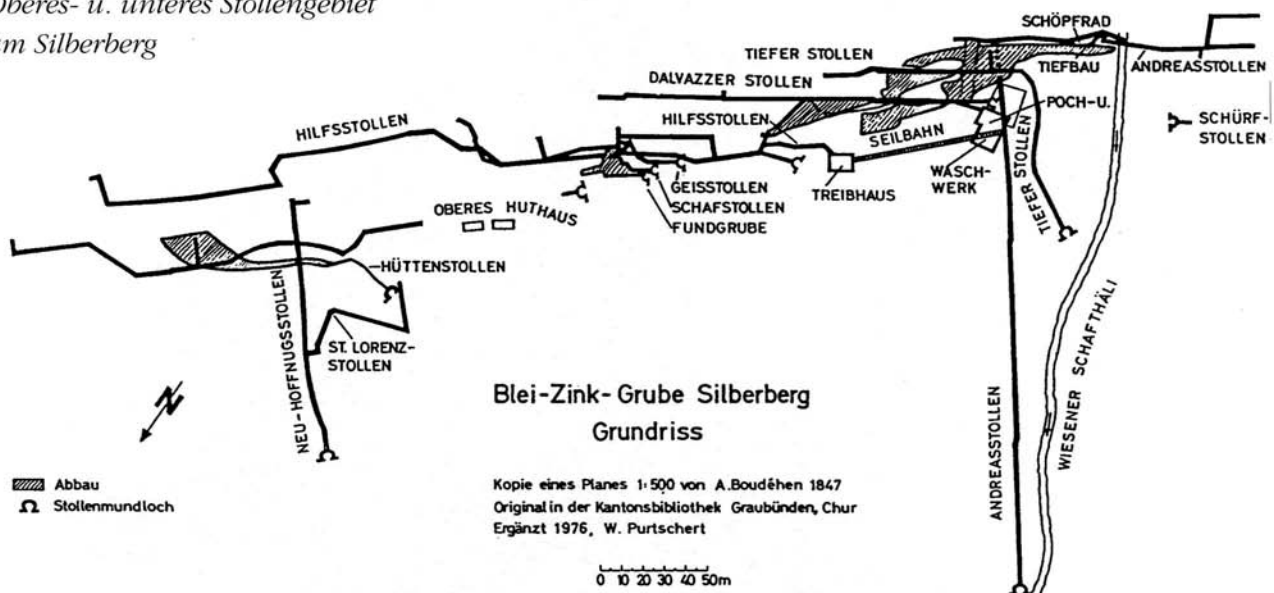 Oberes- u. unteres Stollengebiet
am Silberberg
SCHÖPFRAD
TIEFER STOLLEN
TIEFBAU
ANDREASSTOLLEN
DALVAZZER STOLLEN
POCH- U.
WASCH-
WERK
SCHÜRF-
STOLLEN
HILFSSTOLLEN
HILFSSTOLLEN
SEILBAHN
TREIBHAUS
TIEFER STOLLEN
GEISSTOLLEN
SCHAFSTOLLEN
FUNDGRUBE
OBERES HUTHAUS
HÜTTENSTOLLEN
NEU-HOFFNUGSSTOLLEN
ST. LORENZ-
STOLLEN
WIESENER SCHAFTHÄLI
ANDREASSTOLLEN
N
Blei-Zink-Grube Silberberg
Grundriss
Abbau
Stollenmundloch
Kopie eines Planes 1:500 von A.Boudéhen 1847
Original in der Kantonsbibliothek Graubünden, Chur
Ergänzt 1976, W. Purtschert
0 10 20 30 40 50m